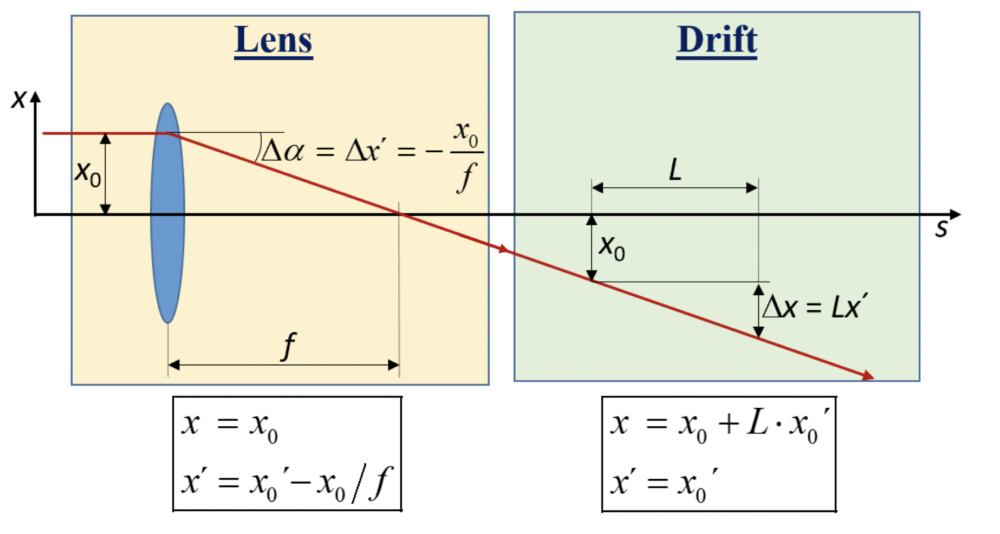 Lens
Drift
x
x₀
Δα = Δx′ = − x₀/f
L
s
x₀
Δx = Lx′
f
x = x₀
x′ = x₀′− x₀/f
x = x₀ + L · x₀′
x′ = x₀′